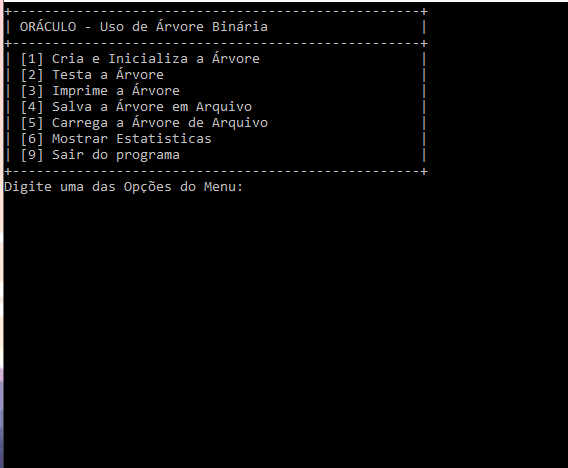 +---------------------------------------------------+
| ORÁCULO - Uso de Árvore Binária                   |
+---------------------------------------------------+
| [1] Cria e Inicializa a Árvore                    |
| [2] Testa a Árvore                                |
| [3] Imprime a Árvore                              |
| [4] Salva a Árvore em Arquivo                     |
| [5] Carrega a Árvore de Arquivo                   |
| [6] Mostrar Estatisticas                          |
| [9] Sair do programa                              |
+---------------------------------------------------+
Digite uma das Opções do Menu: